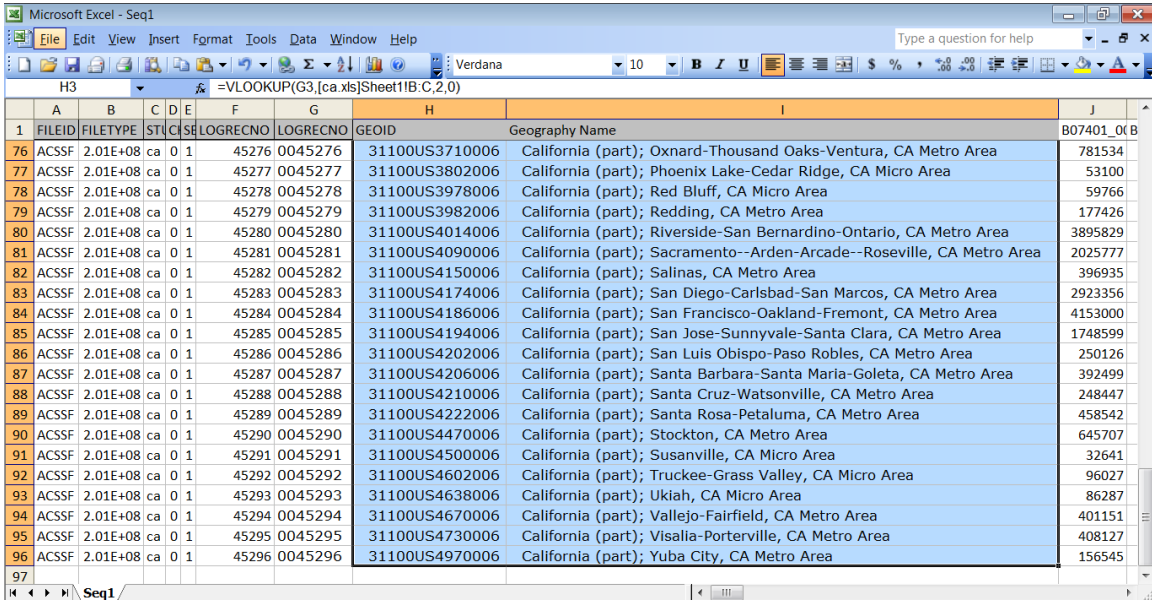 Microsoft Excel - Seq1
File Edit View Insert Format Tools Data Window Help Type a question for help
Verdana 10 B I U $ % ,
H3 fx =VLOOKUP(G3,[ca.xls]Sheet1!B:C,2,0)
A B C D E F G H I J
1 FILEID FILETYPE STU CH SE LOGRECNO LOGRECNO GEOID Geography Name B07401_00 B
76 ACSSF 2.01E+08 ca 0 1 45276 0045276 31100US3710006 California (part); Oxnard-Thousand Oaks-Ventura, CA Metro Area 781534
77 ACSSF 2.01E+08 ca 0 1 45277 0045277 31100US3802006 California (part); Phoenix Lake-Cedar Ridge, CA Micro Area 53100
78 ACSSF 2.01E+08 ca 0 1 45278 0045278 31100US3978006 California (part); Red Bluff, CA Micro Area 59766
79 ACSSF 2.01E+08 ca 0 1 45279 0045279 31100US3982006 California (part); Redding, CA Metro Area 177426
80 ACSSF 2.01E+08 ca 0 1 45280 0045280 31100US4014006 California (part); Riverside-San Bernardino-Ontario, CA Metro Area 3895829
81 ACSSF 2.01E+08 ca 0 1 45281 0045281 31100US4090006 California (part); Sacramento--Arden-Arcade--Roseville, CA Metro Area 2025777
82 ACSSF 2.01E+08 ca 0 1 45282 0045282 31100US4150006 California (part); Salinas, CA Metro Area 396935
83 ACSSF 2.01E+08 ca 0 1 45283 0045283 31100US4174006 California (part); San Diego-Carlsbad-San Marcos, CA Metro Area 2923356
84 ACSSF 2.01E+08 ca 0 1 45284 0045284 31100US4186006 California (part); San Francisco-Oakland-Fremont, CA Metro Area 4153000
85 ACSSF 2.01E+08 ca 0 1 45285 0045285 31100US4194006 California (part); San Jose-Sunnyvale-Santa Clara, CA Metro Area 1748599
86 ACSSF 2.01E+08 ca 0 1 45286 0045286 31100US4202006 California (part); San Luis Obispo-Paso Robles, CA Metro Area 250126
87 ACSSF 2.01E+08 ca 0 1 45287 0045287 31100US4206006 California (part); Santa Barbara-Santa Maria-Goleta, CA Metro Area 392499
88 ACSSF 2.01E+08 ca 0 1 45288 0045288 31100US4210006 California (part); Santa Cruz-Watsonville, CA Metro Area 248447
89 ACSSF 2.01E+08 ca 0 1 45289 0045289 31100US4222006 California (part); Santa Rosa-Petaluma, CA Metro Area 458542
90 ACSSF 2.01E+08 ca 0 1 45290 0045290 31100US4470006 California (part); Stockton, CA Metro Area 645707
91 ACSSF 2.01E+08 ca 0 1 45291 0045291 31100US4500006 California (part); Susanville, CA Micro Area 32641
92 ACSSF 2.01E+08 ca 0 1 45292 0045292 31100US4602006 California (part); Truckee-Grass Valley, CA Micro Area 96027
93 ACSSF 2.01E+08 ca 0 1 45293 0045293 31100US4638006 California (part); Ukiah, CA Micro Area 86287
94 ACSSF 2.01E+08 ca 0 1 45294 0045294 31100US4670006 California (part); Vallejo-Fairfield, CA Metro Area 401151
95 ACSSF 2.01E+08 ca 0 1 45295 0045295 31100US4730006 California (part); Visalia-Porterville, CA Metro Area 408127
96 ACSSF 2.01E+08 ca 0 1 45296 0045296 31100US4970006 California (part); Yuba City, CA Metro Area 156545
97
Seq1